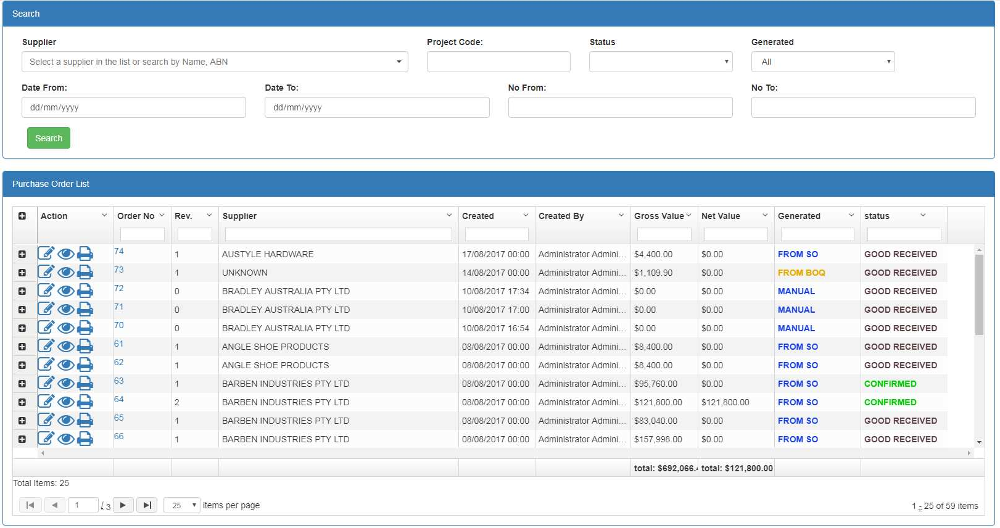 Search
Supplier Project Code: Status Generated
Select a supplier in the list or search by Name, ABN All
Date From: Date To: No From: No To:
dd/mm/yyyy dd/mm/yyyy
Search
Purchase Order List
Action Order No Rev. Supplier Created Created By Gross Value Net Value Generated status
74 1 AUSTYLE HARDWARE 17/08/2017 00:00 Administrator Admini... $4,400.00 $0.00 FROM SO GOOD RECEIVED
73 1 UNKNOWN 14/08/2017 00:00 Administrator Admini... $1,109.90 $0.00 FROM BOQ GOOD RECEIVED
72 0 BRADLEY AUSTRALIA PTY LTD 10/08/2017 17:34 Administrator Admini... $0.00 $0.00 MANUAL GOOD RECEIVED
71 0 BRADLEY AUSTRALIA PTY LTD 10/08/2017 17:00 Administrator Admini... $0.00 $0.00 MANUAL GOOD RECEIVED
70 0 BRADLEY AUSTRALIA PTY LTD 10/08/2017 16:54 Administrator Admini... $0.00 $0.00 MANUAL GOOD RECEIVED
61 1 ANGLE SHOE PRODUCTS 08/08/2017 00:00 Administrator Admini... $8,400.00 $0.00 FROM SO GOOD RECEIVED
62 1 ANGLE SHOE PRODUCTS 08/08/2017 00:00 Administrator Admini... $8,400.00 $0.00 FROM SO GOOD RECEIVED
63 1 BARBEN INDUSTRIES PTY LTD 08/08/2017 00:00 Administrator Admini... $95,760.00 $0.00 FROM SO CONFIRMED
64 2 BARBEN INDUSTRIES PTY LTD 08/08/2017 00:00 Administrator Admini... $121,800.00 $121,800.00 FROM SO CONFIRMED
65 1 BARBEN INDUSTRIES PTY LTD 08/08/2017 00:00 Administrator Admini... $83,040.00 $0.00 FROM SO GOOD RECEIVED
66 1 BARBEN INDUSTRIES PTY LTD 08/08/2017 00:00 Administrator Admini... $157,998.00 $0.00 FROM SO GOOD RECEIVED
total: $692,066. total: $121,800.00
Total Items: 25
1 / 3 25 items per page 1 - 25 of 59 items